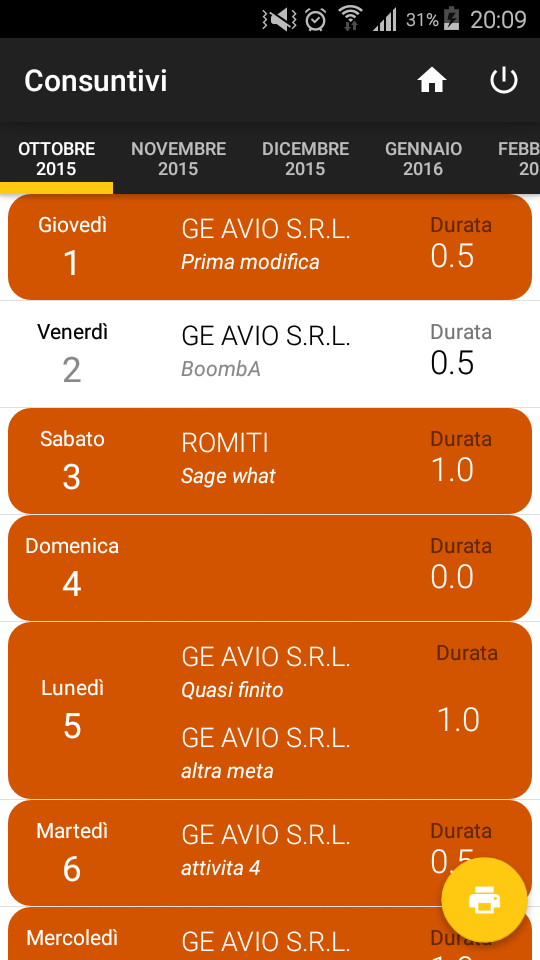 31% 20:09
Consuntivi
OTTOBRE 2015
NOVEMBRE 2015
DICEMBRE 2015
GENNAIO 2016
FEBB 20
Giovedì
1
GE AVIO S.R.L.
Prima modifica
Durata
0.5
Venerdì
2
GE AVIO S.R.L.
BoombA
Durata
0.5
Sabato
3
ROMITI
Sage what
Durata
1.0
Domenica
4
Durata
0.0
Lunedì
5
GE AVIO S.R.L.
Quasi finito
GE AVIO S.R.L.
altra meta
Durata
1.0
Martedì
6
GE AVIO S.R.L.
attivita 4
Durata
0.5
Mercoledì
GE AVIO S.R.L.
Durata